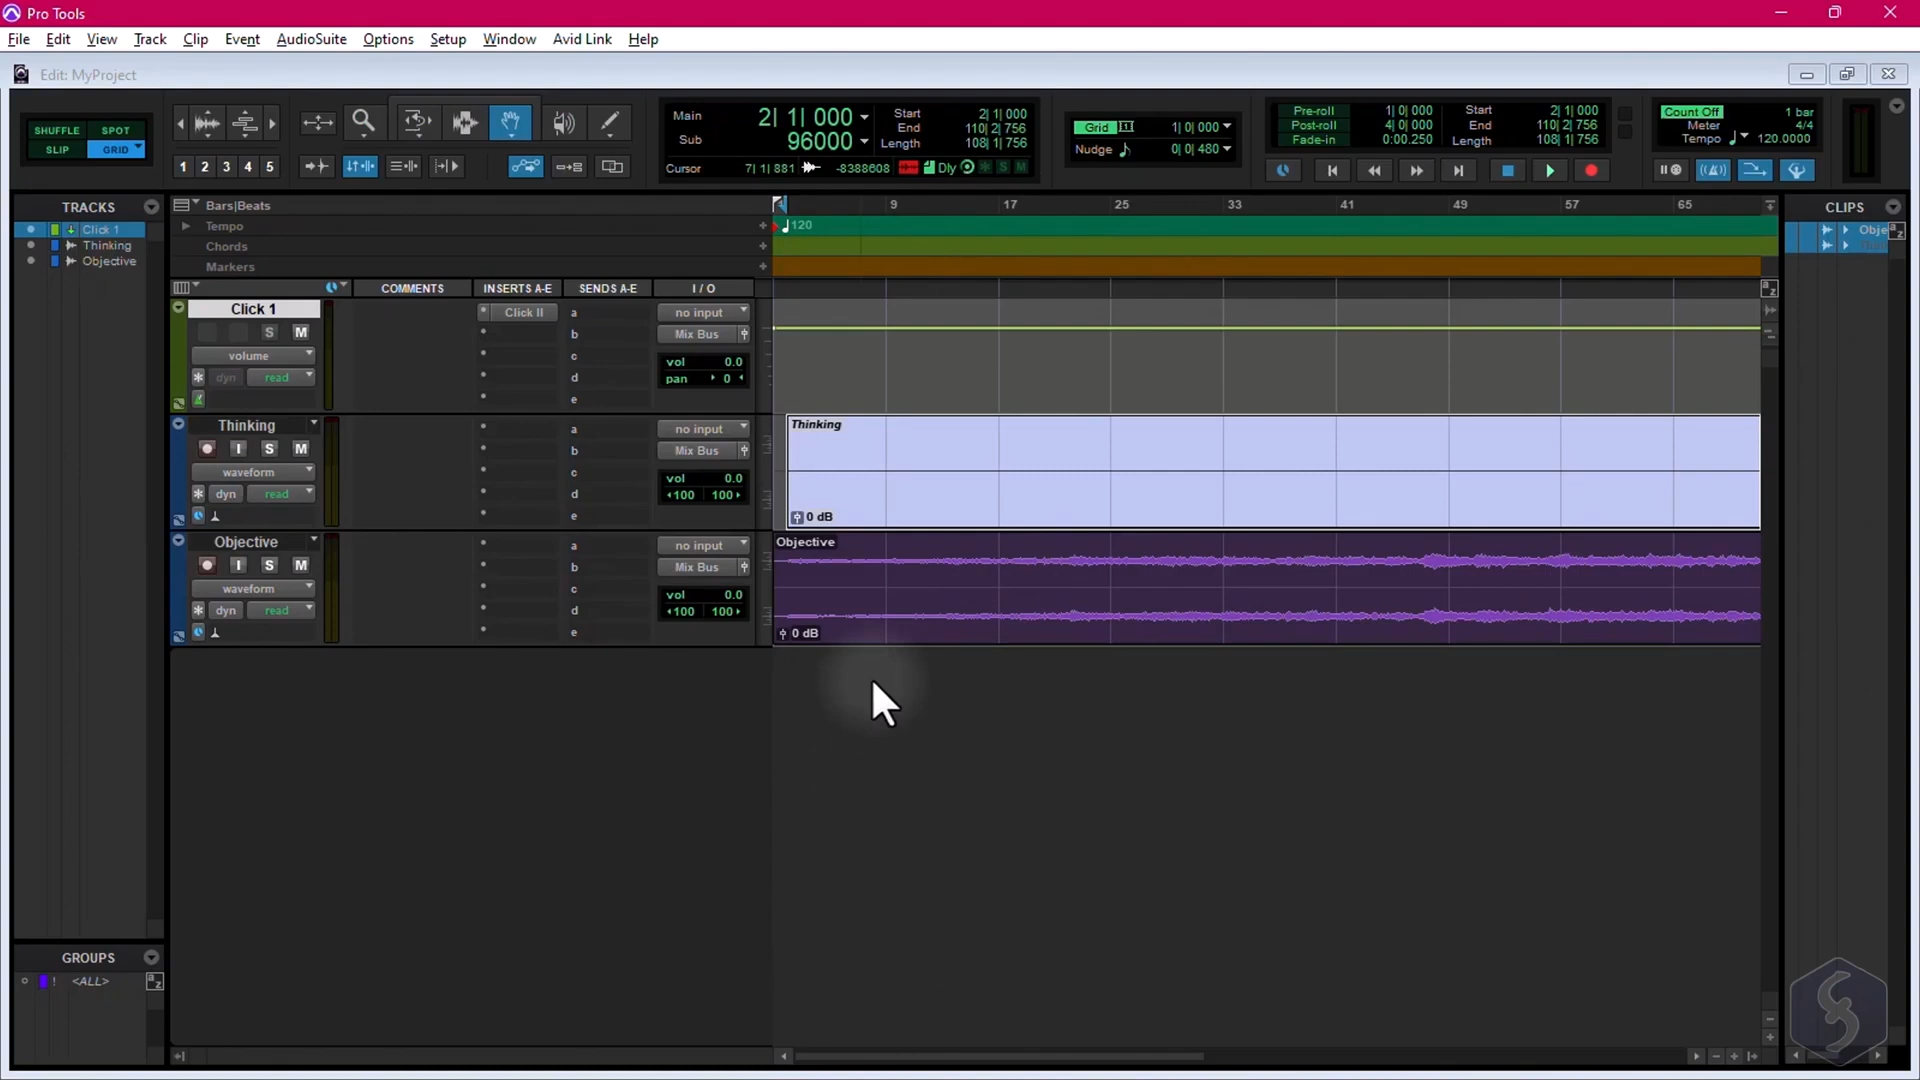 Pro Tools
File Edit View Track Clip Event AudioSuite Options Setup Window Avid Link Help
Edit: MyProject
SHUFFLE SPOT
SLIP GRID
1 2 3 4 5
Main 2| 1| 000
Sub 96000
Start 2| 1| 000
End 110| 2| 756
Length 108| 1| 756
Cursor 7| 1| 881 -8388608 Dly S M
Grid 1| 0| 000
Nudge 0| 0| 480
Pre-roll 1| 0| 000
Post-roll 4| 0| 000
Fade-in 0:00.250
Start 2| 1| 000
End 110| 2| 756
Length 108| 1| 756
Count Off 1 bar
Meter 4/4
Tempo 120.0000
TRACKS
Click 1
Thinking
Objective
Bars|Beats 9 17 25 33 41 49 57 65
Tempo 120
Chords
Markers
CLIPS
Obje
COMMENTS INSERTS A-E SENDS A-E I / O
Click 1
S M
volume
dyn read
Click II
a
b
c
d
e
no input
Mix Bus
vol 0.0
pan 0
Thinking
I S M
waveform
dyn read
a
b
c
d
e
no input
Mix Bus
vol 0.0
100 100
Thinking
0 dB
Objective
I S M
waveform
dyn read
a
b
c
d
e
no input
Mix Bus
vol 0.0
100 100
Objective
0 dB
GROUPS
! <ALL>
a z